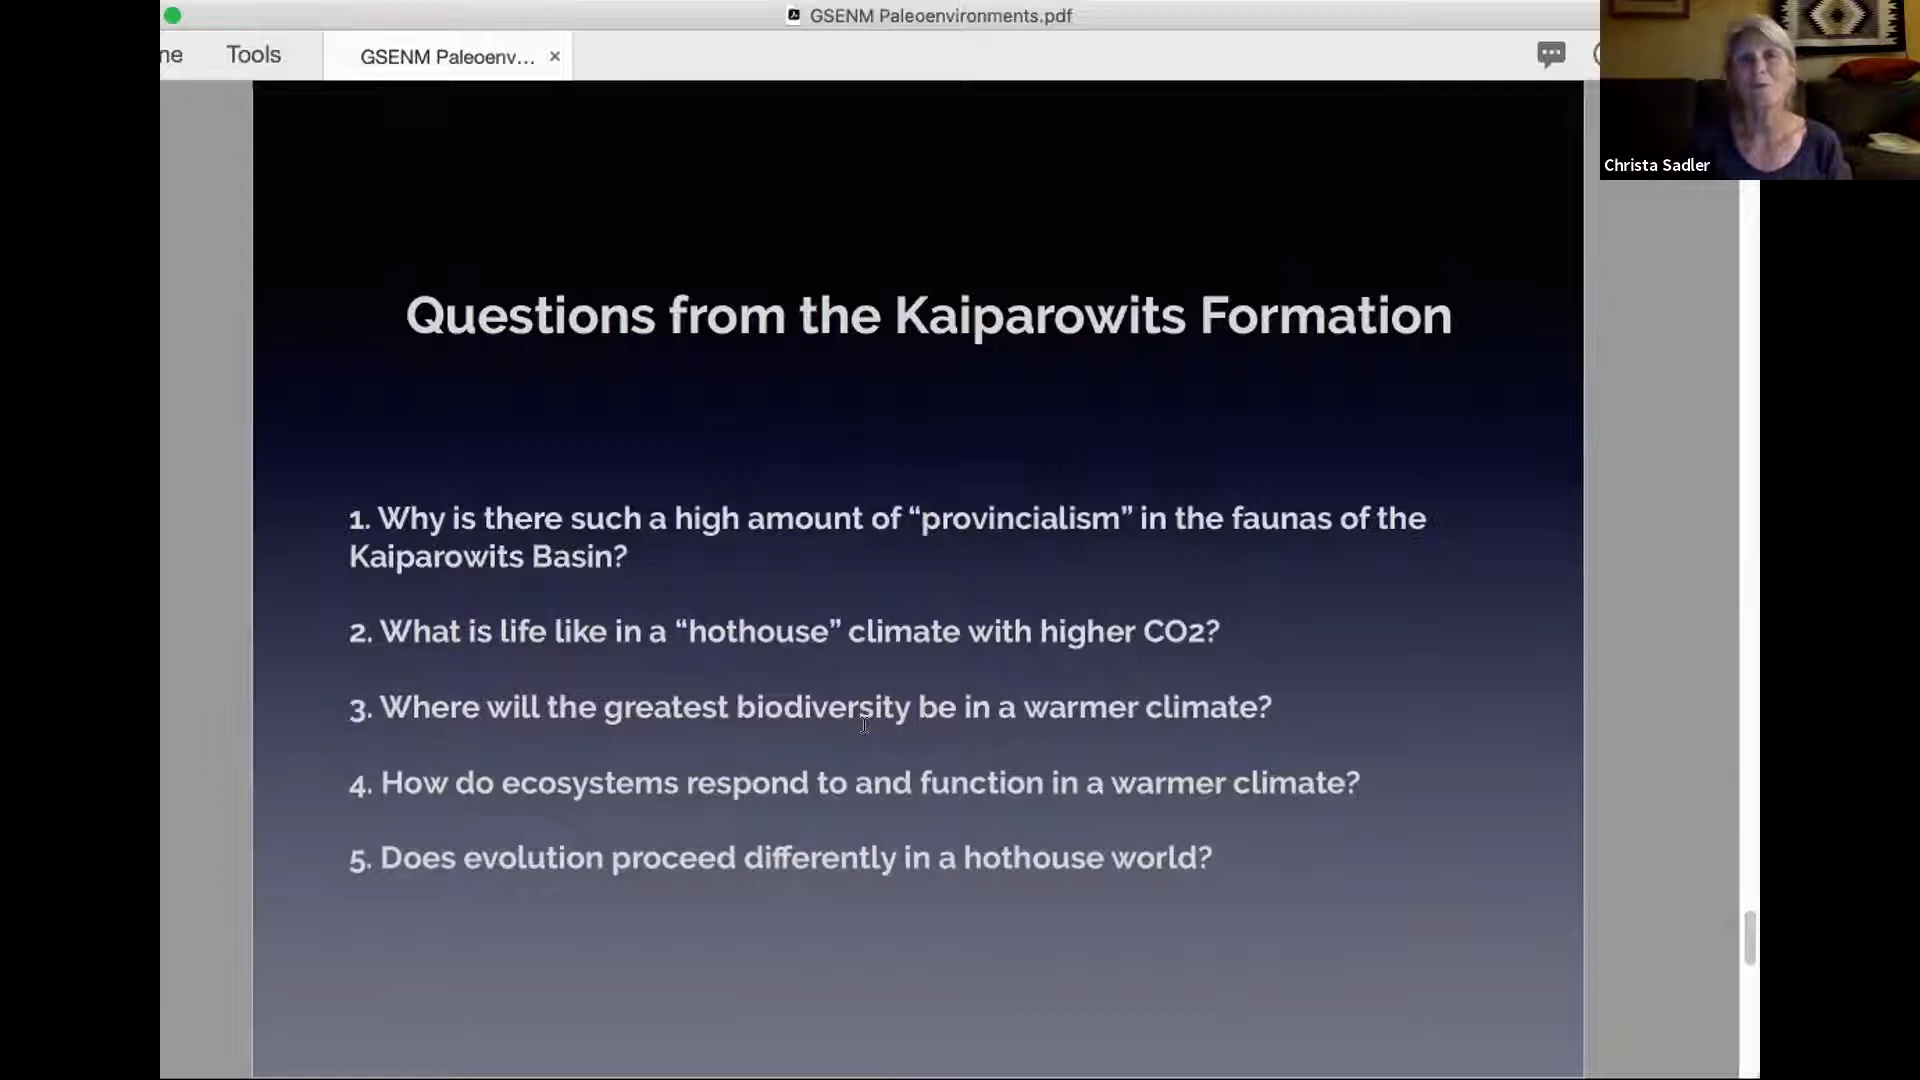 GSENM Paleoenvironments.pdf
ne
Tools
GSENM Paleoenv... ×
Christa Sadler
Questions from the Kaiparowits Formation
1. Why is there such a high amount of “provincialism” in the faunas of the
Kaiparowits Basin?
2. What is life like in a “hothouse” climate with higher CO2?
3. Where will the greatest biodiversity be in a warmer climate?
4. How do ecosystems respond to and function in a warmer climate?
5. Does evolution proceed differently in a hothouse world?